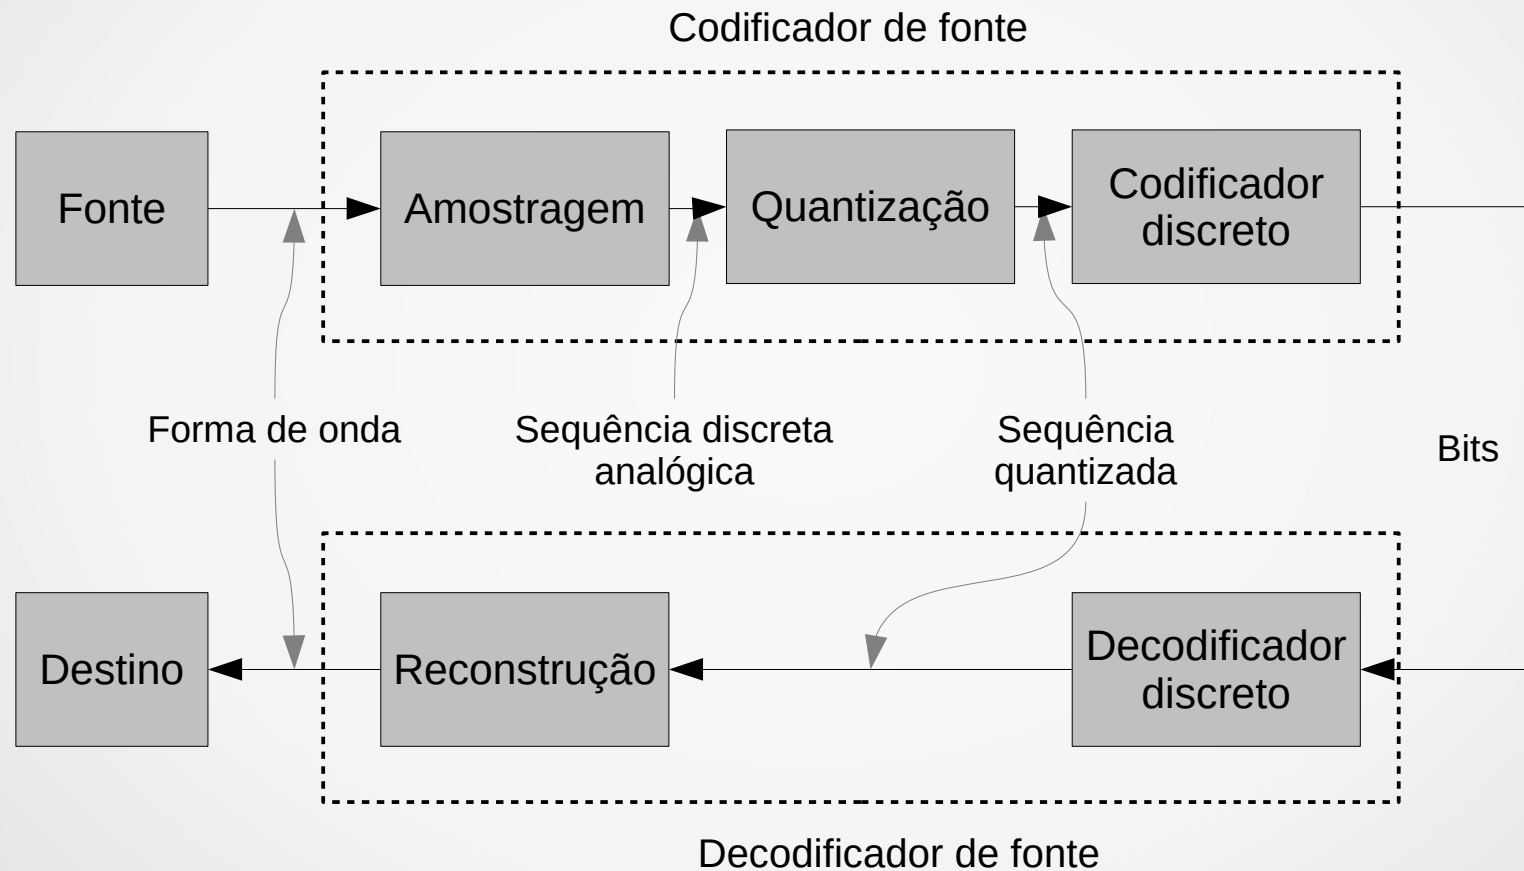 Codificador de fonte
Fonte
Amostragem
Quantização
Codificador
discreto
Forma de onda
Sequência discreta
analógica
Sequência
quantizada
Bits
Destino
Reconstrução
Decodificador
discreto
Decodificador de fonte